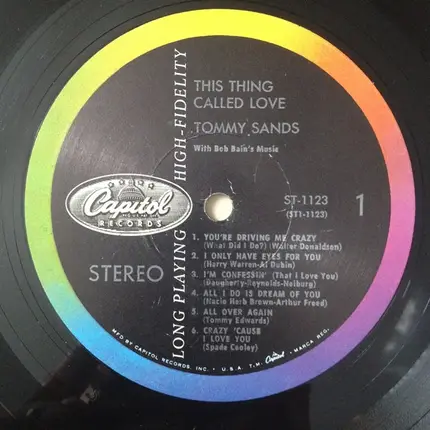 THIS THING
CALLED LOVE
TOMMY SANDS
With Bob Bain's Music
LONG PLAYING HIGH-FIDELITY
Capitol
RECORDS
STEREO
ST-1123
(ST1-1123)
1
1. YOU'RE DRIVING ME CRAZY
(What Did I Do?) (Walter Donaldson)
2. I ONLY HAVE EYES FOR YOU
(Harry Warren-Al Dubin)
3. I'M CONFESSIN' (That I Love You)
(Daugherty-Reynolds-Neiburg)
4. ALL I DO IS DREAM OF YOU
(Nacio Herb Brown-Arthur Freed)
5. ALL OVER AGAIN
(Tommy Edwards)
6. CRAZY 'CAUSE
I LOVE YOU
(Spade Cooley)
MFD. BY CAPITOL RECORDS, INC. • U.S.A. T.M. Capitol MARCA REG.